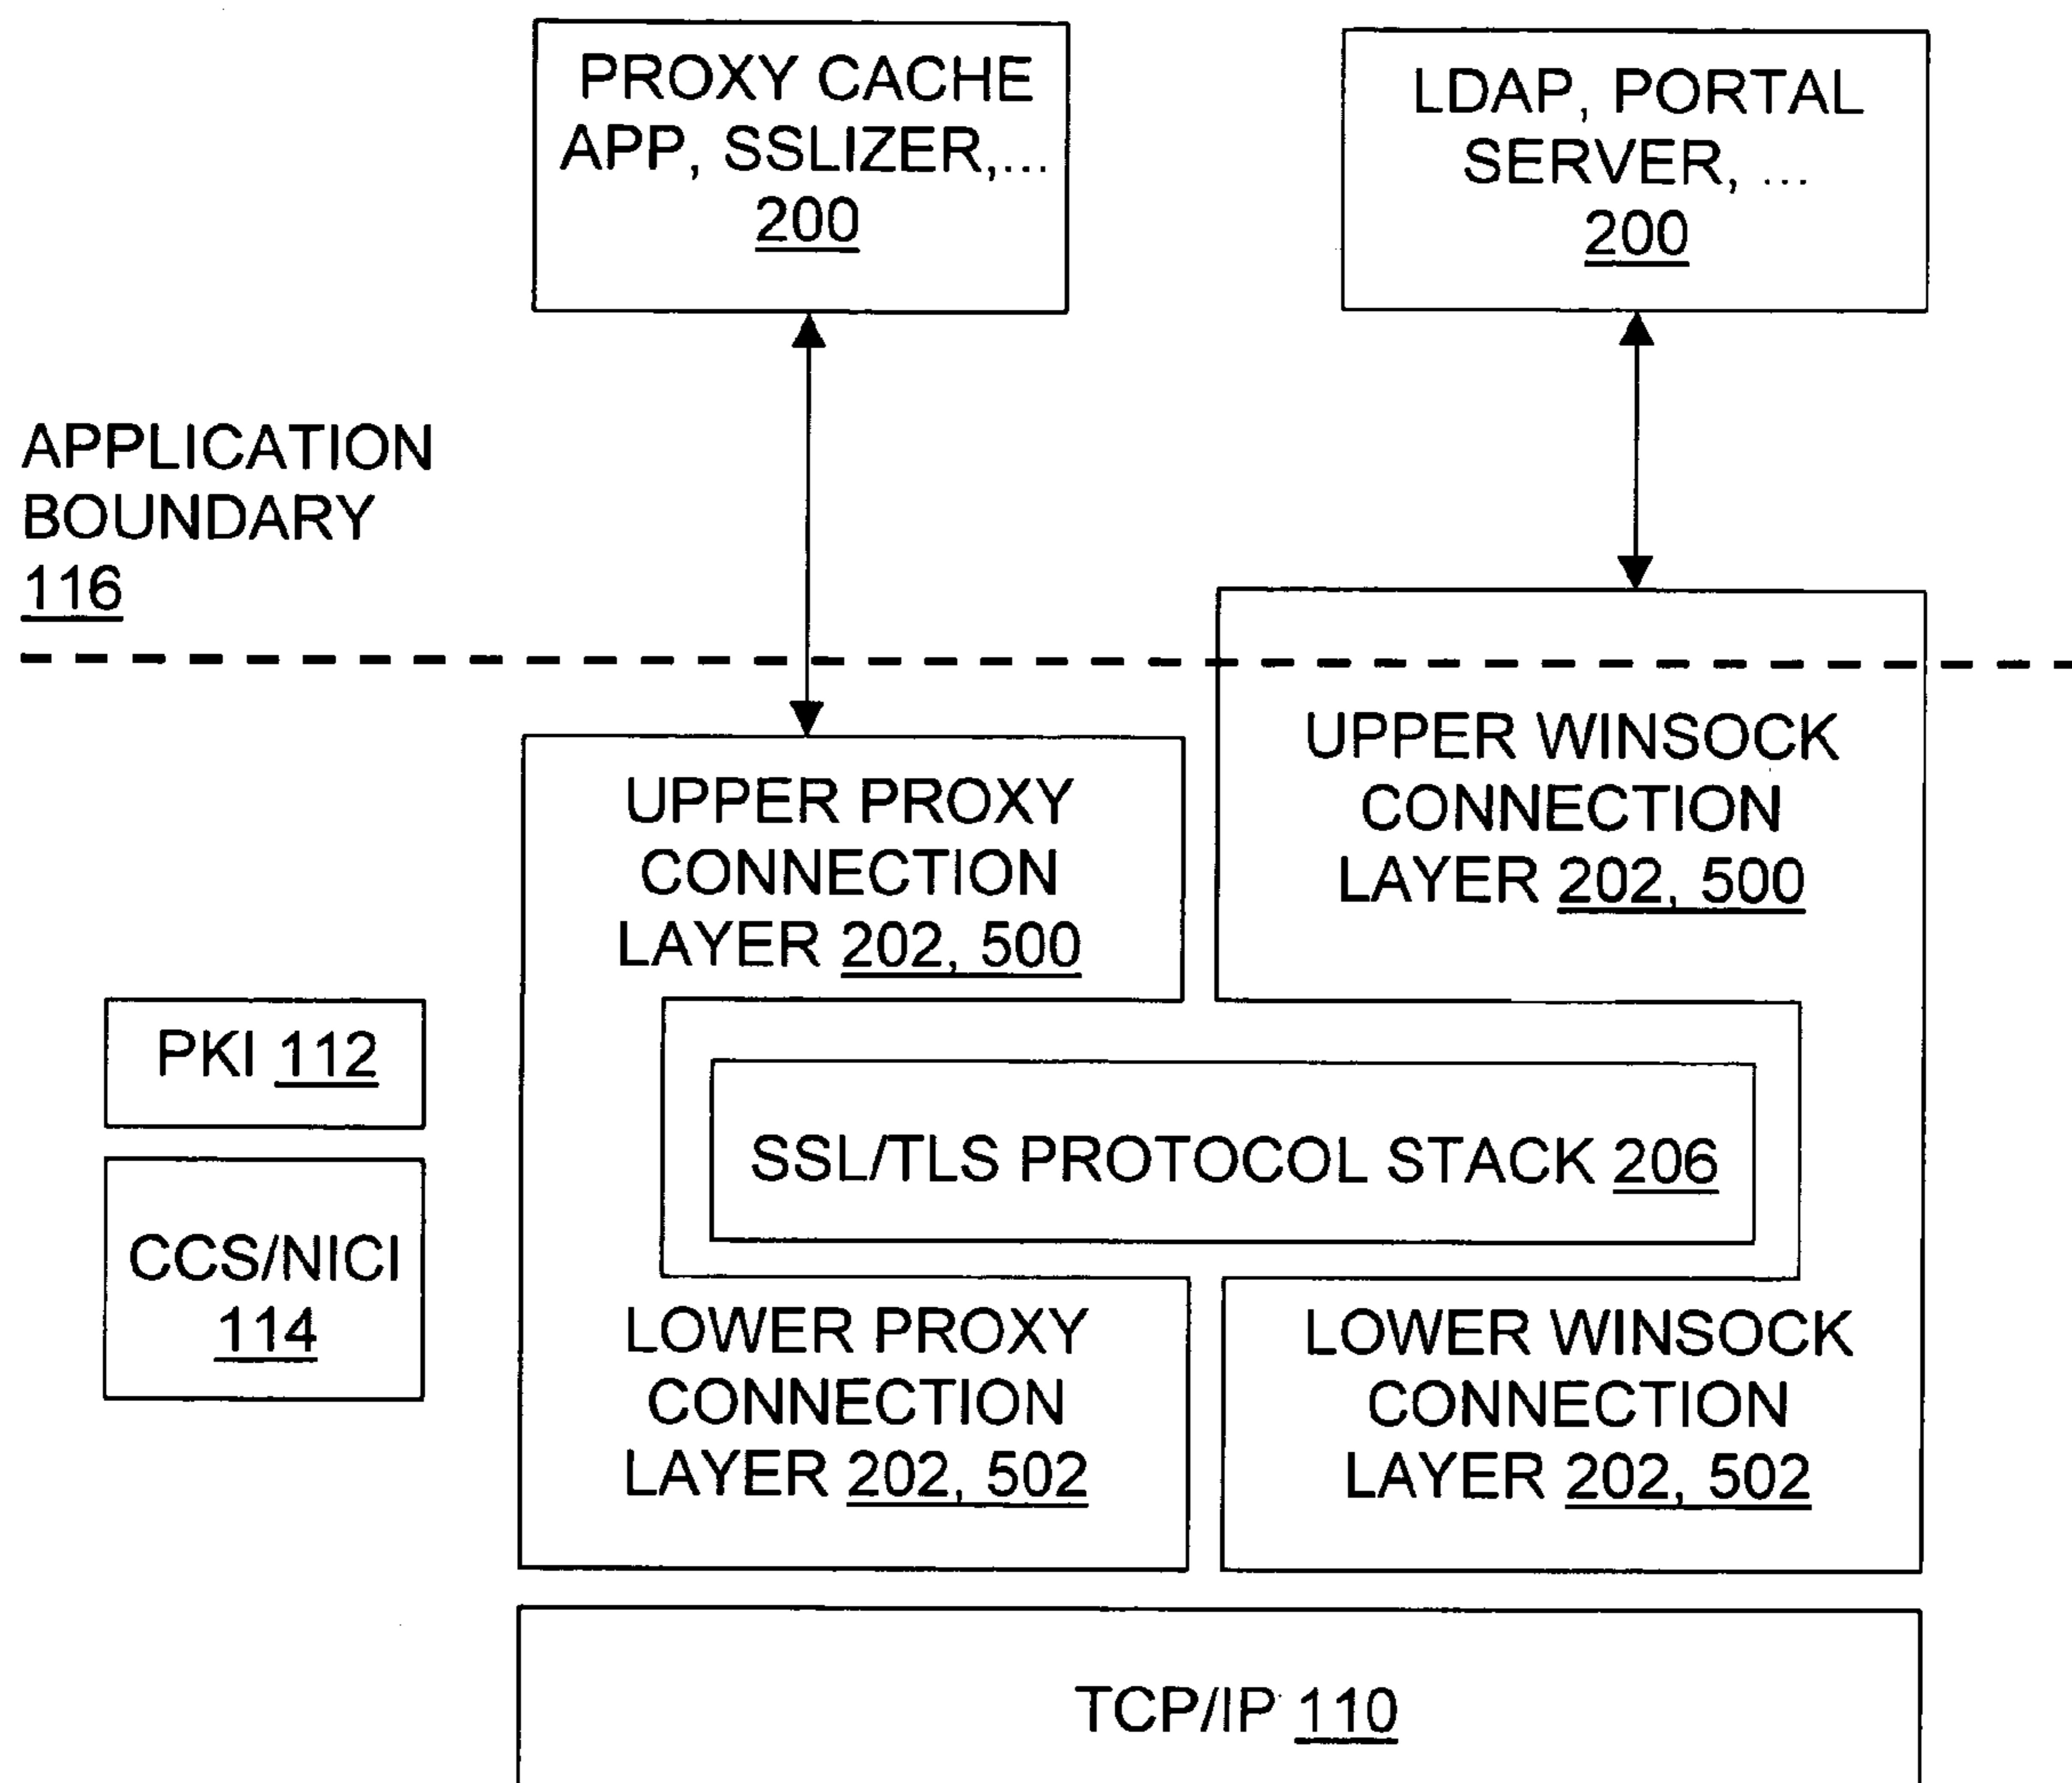 PROXY CACHE
APP, SSLIZER,...
200
LDAP, PORTAL
SERVER, ...
200
APPLICATION
BOUNDARY
116
UPPER PROXY
CONNECTION
LAYER 202, 500
UPPER WINSOCK
CONNECTION
LAYER 202, 500
PKI 112
SSL/TLS PROTOCOL STACK 206
CCS/NICI
114
LOWER PROXY
CONNECTION
LAYER 202, 502
LOWER WINSOCK
CONNECTION
LAYER 202, 502
TCP/IP 110